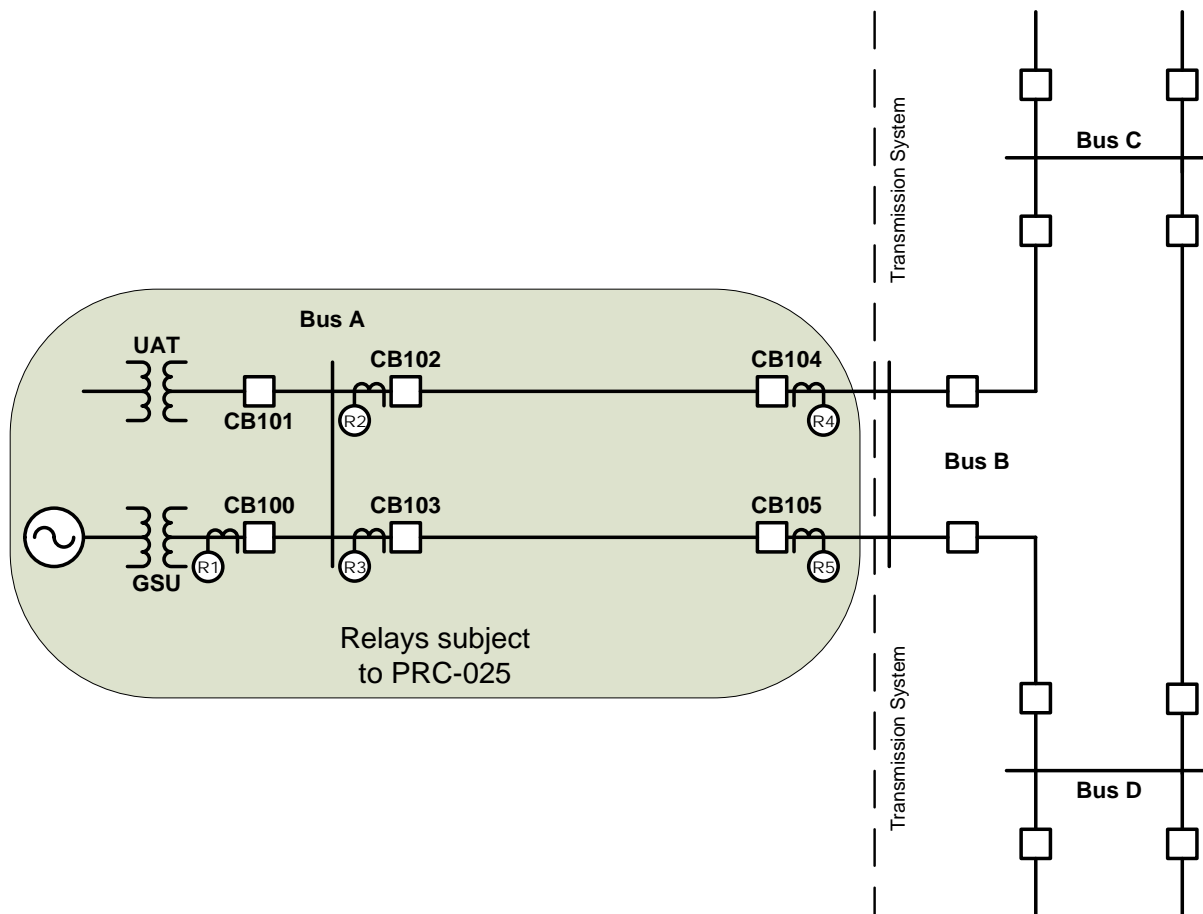 Bus C
Transmission System
Bus A
UAT
CB102
CB104
CB101
R2
R4
Bus B
CB100
CB103
CB105
R1
R3
R5
GSU
Relays subject
to PRC-025
Transmission System
Bus D